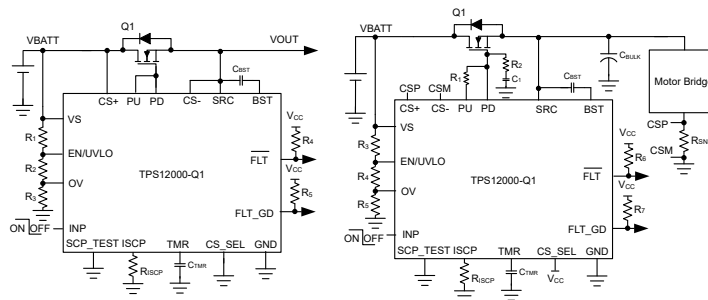 Q1
VBATT
VOUT
CBST
CS+
PU
PD
CS-
SRC
BST
VS
R1
EN/UVLO
R2
OV
R3
TPS12000-Q1
VCC
R4
FLT
VCC
R5
FLT_GD
ON
OFF
INP
SCP_TEST
ISCP
TMR
CS_SEL
GND
RISCP
CTMR
Q1
VBATT
R2
R1
C1
CBULK
CBST
Motor Bridge
CSP
CSM
CS+
CS-
PU
PD
SRC
BST
CSP
CSM
VS
R3
EN/UVLO
R4
OV
R5
TPS12000-Q1
VCC
R6
FLT
VCC
R7
FLT_GD
ON
OFF
INP
SCP_TEST
ISCP
TMR
CS_SEL
GND
RISCP
CTMR
VCC